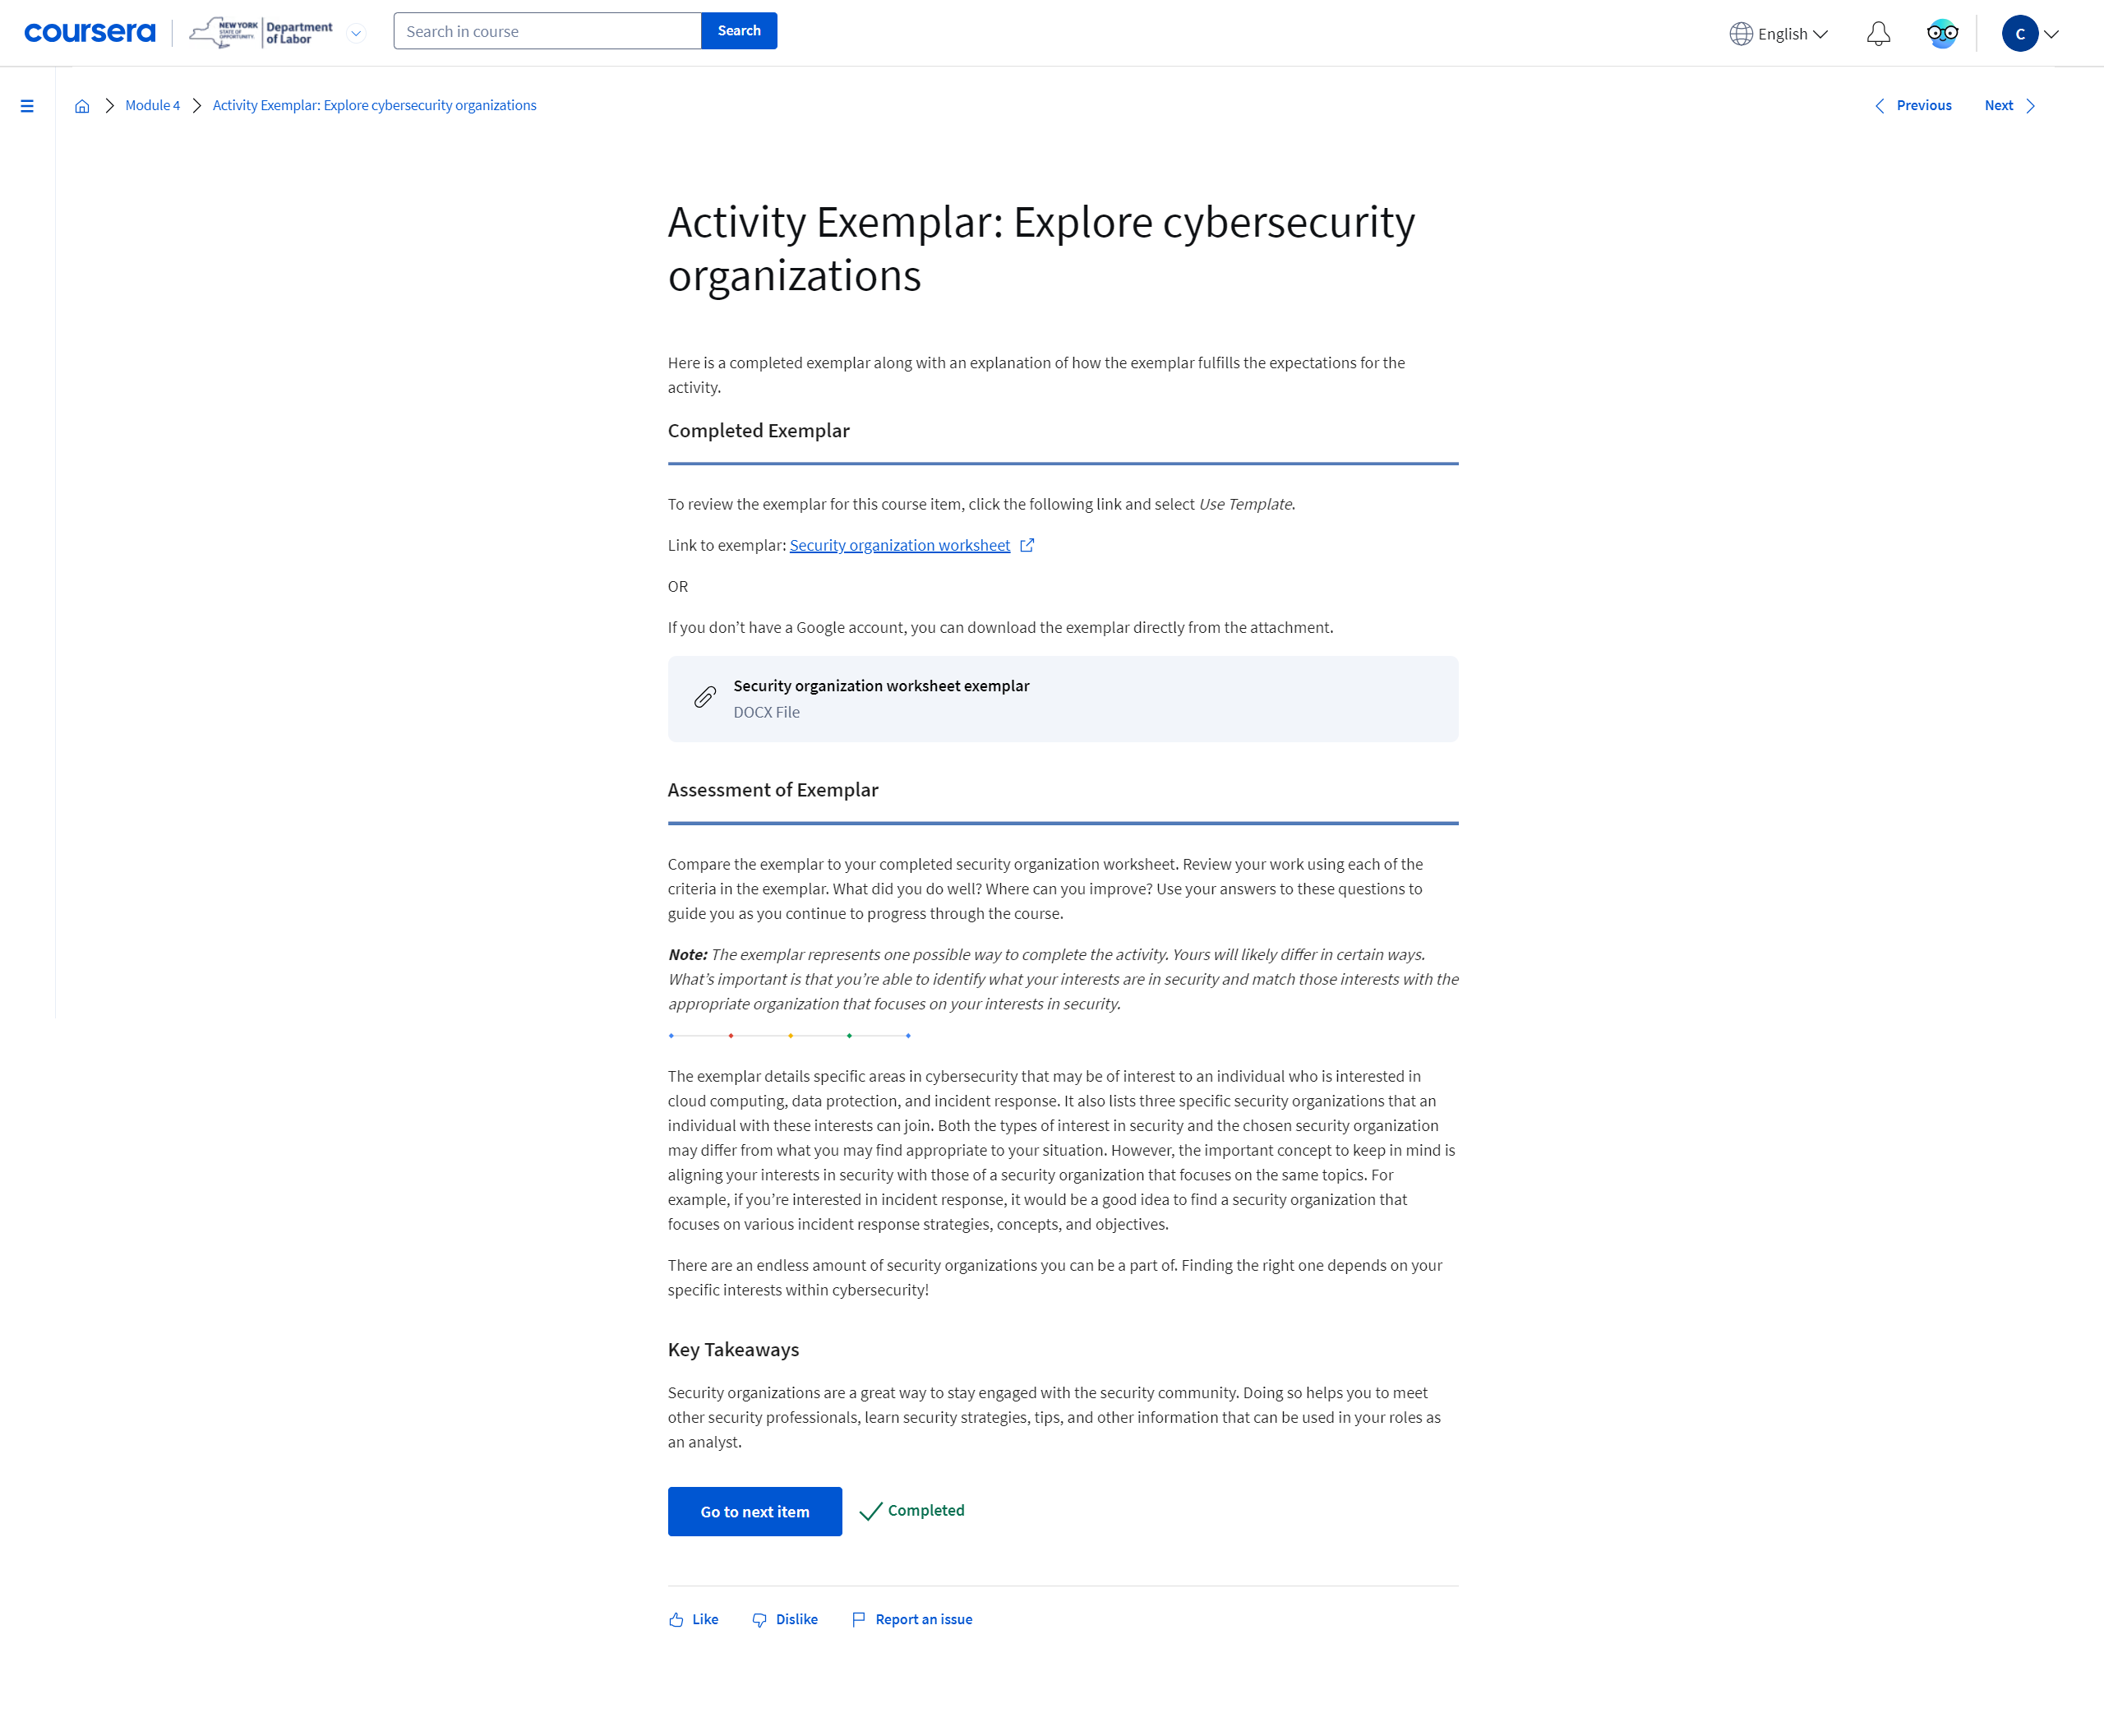 coursera
NEW YORK
STATE OF
OPPORTUNITY.
Department
of Labor
Search in course
Search
English
C
Module 4
Activity Exemplar: Explore cybersecurity organizations
Previous
Next
Activity Exemplar: Explore cybersecurity
organizations
Here is a completed exemplar along with an explanation of how the exemplar fulfills the expectations for the
activity.
Completed Exemplar
To review the exemplar for this course item, click the following link and select Use Template.
Link to exemplar: Security organization worksheet
OR
If you don’t have a Google account, you can download the exemplar directly from the attachment.
Security organization worksheet exemplar
DOCX File
Assessment of Exemplar
Compare the exemplar to your completed security organization worksheet. Review your work using each of the
criteria in the exemplar. What did you do well? Where can you improve? Use your answers to these questions to
guide you as you continue to progress through the course.
Note: The exemplar represents one possible way to complete the activity. Yours will likely differ in certain ways.
What’s important is that you’re able to identify what your interests are in security and match those interests with the
appropriate organization that focuses on your interests in security.
The exemplar details specific areas in cybersecurity that may be of interest to an individual who is interested in
cloud computing, data protection, and incident response. It also lists three specific security organizations that an
individual with these interests can join. Both the types of interest in security and the chosen security organization
may differ from what you may find appropriate to your situation. However, the important concept to keep in mind is
aligning your interests in security with those of a security organization that focuses on the same topics. For
example, if you’re interested in incident response, it would be a good idea to find a security organization that
focuses on various incident response strategies, concepts, and objectives.
There are an endless amount of security organizations you can be a part of. Finding the right one depends on your
specific interests within cybersecurity!
Key Takeaways
Security organizations are a great way to stay engaged with the security community. Doing so helps you to meet
other security professionals, learn security strategies, tips, and other information that can be used in your roles as
an analyst.
Go to next item
Completed
Like
Dislike
Report an issue